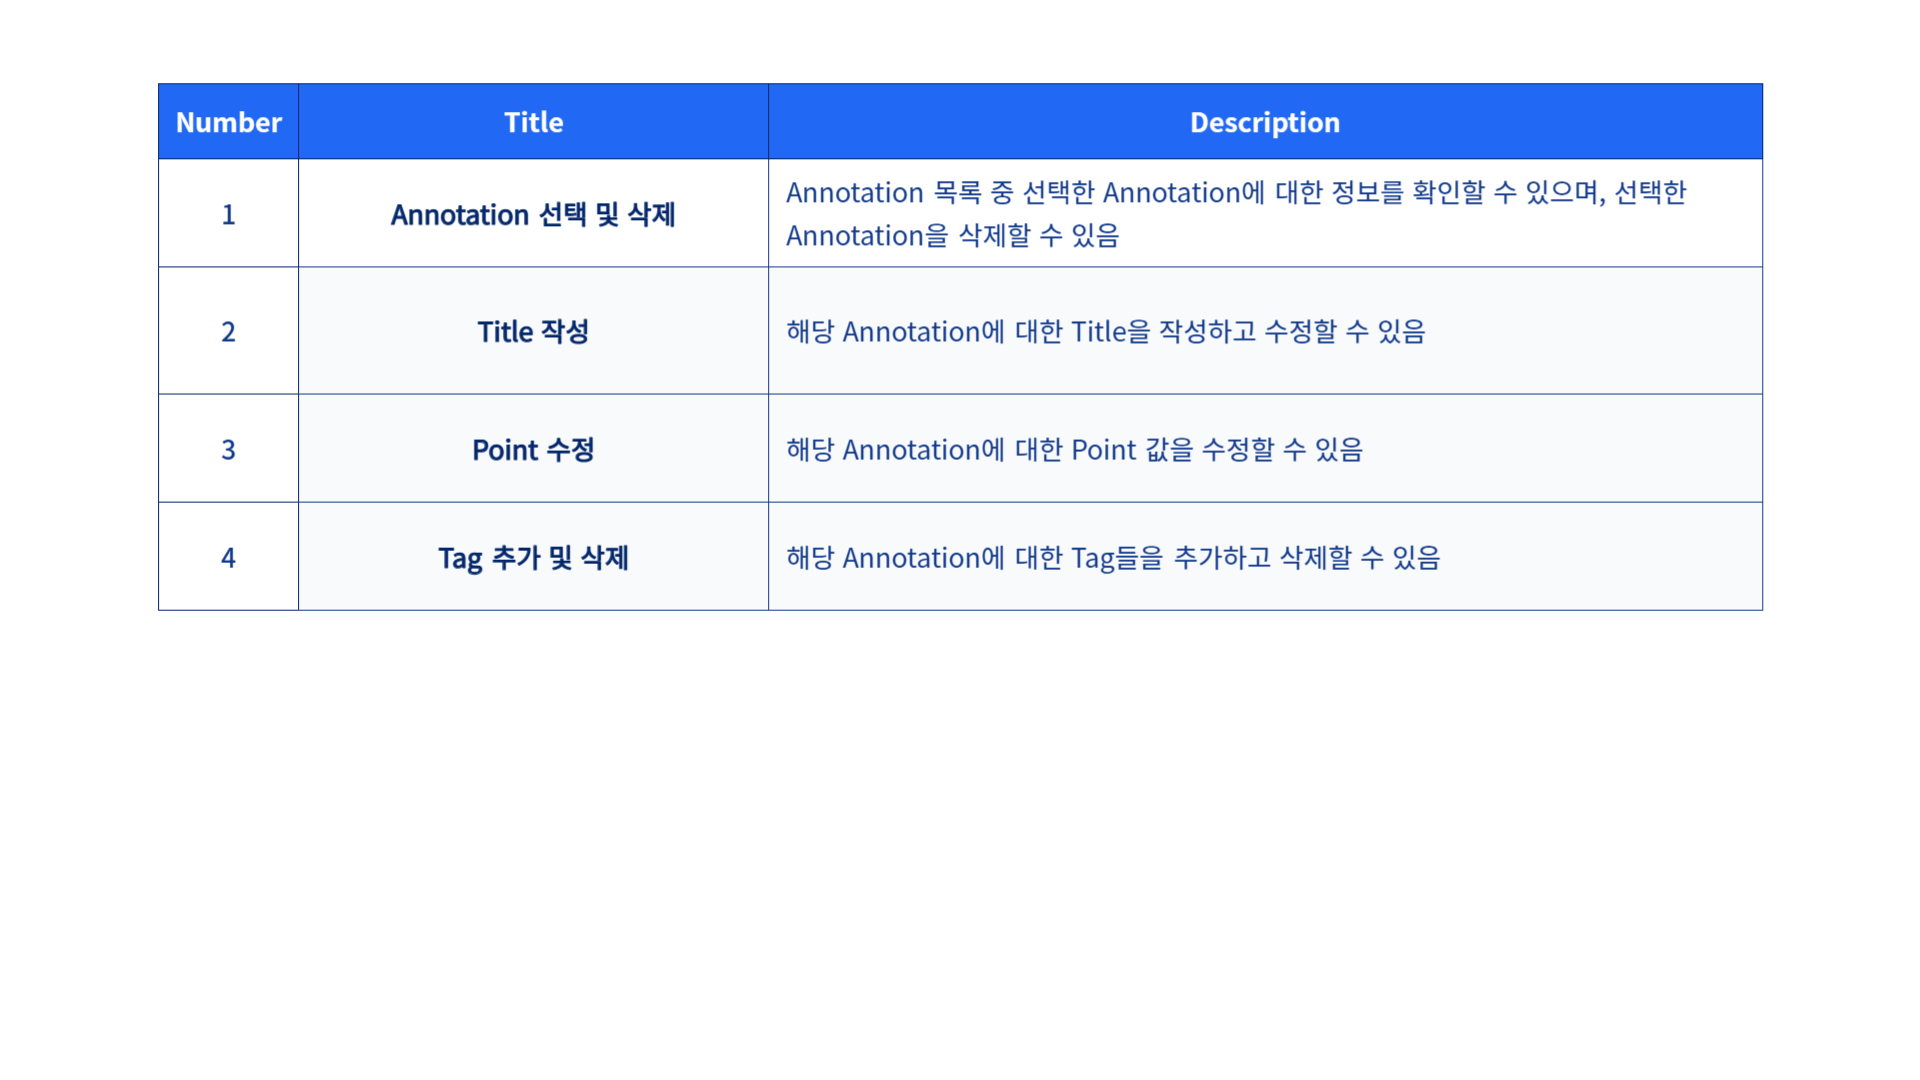 Number Title Description
1 Annotation 선택 및 삭제 Annotation 목록 중 선택한 Annotation에 대한 정보를 확인할 수 있으며, 선택한
Annotation을 삭제할 수 있음
2 Title 작성 해당 Annotation에 대한 Title을 작성하고 수정할 수 있음
3 Point 수정 해당 Annotation에 대한 Point 값을 수정할 수 있음
4 Tag 추가 및 삭제 해당 Annotation에 대한 Tag들을 추가하고 삭제할 수 있음